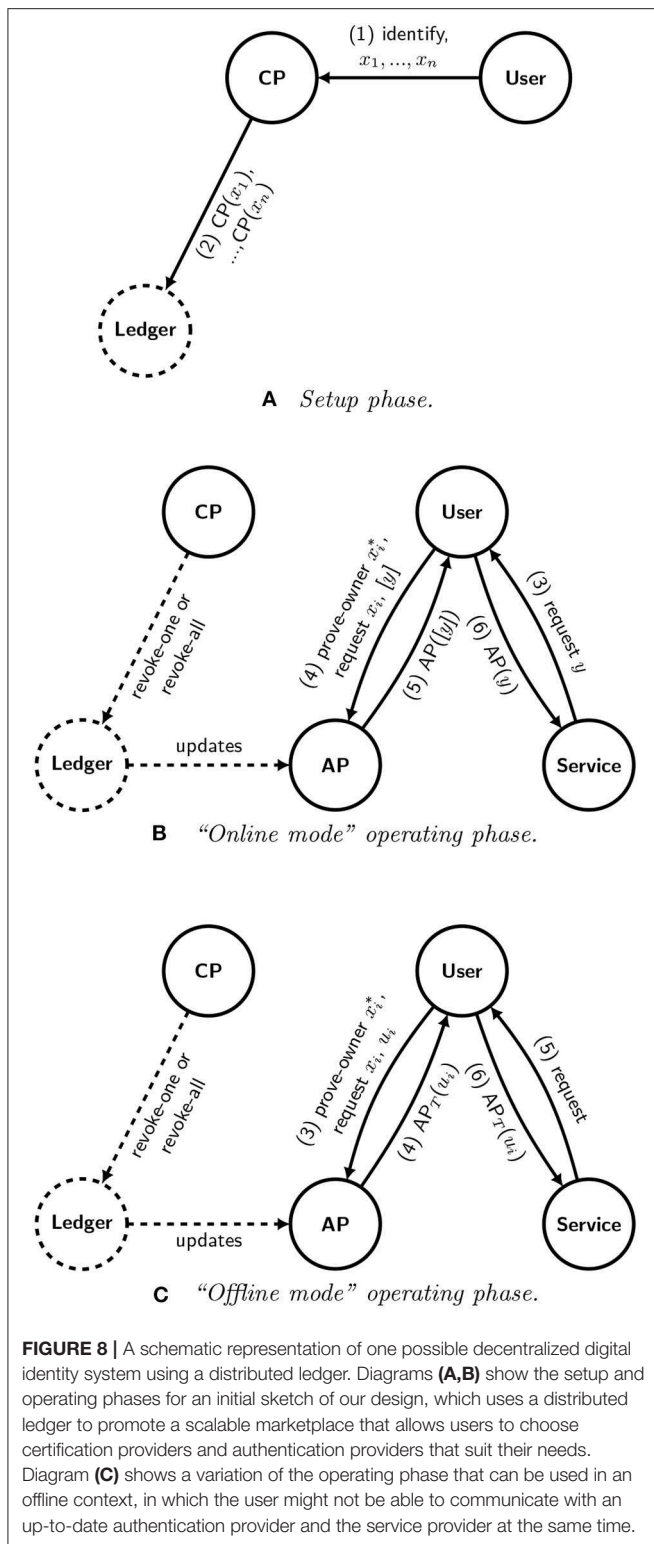 (1) identify,
x₁, ..., xₙ
CP
User
(2) CP(x₁),
..., CP(xₙ)
Ledger
A Setup phase.
CP
User
revoke-one or
revoke-all
(4) prove-owner xᵢ*,
request xᵢ, [y]
(5) AP([y])
(6) AP(y)
(3) request y
Ledger
updates
AP
Service
B “Online mode” operating phase.
CP
User
revoke-one or
revoke-all
(3) prove-owner xᵢ*,
request xᵢ, uᵢ
(4) AP_T(uᵢ)
(6) AP_T(uᵢ)
(5) request
Ledger
updates
AP
Service
C “Offline mode” operating phase.
FIGURE 8 | A schematic representation of one possible decentralized digital
identity system using a distributed ledger. Diagrams (A,B) show the setup and
operating phases for an initial sketch of our design, which uses a distributed
ledger to promote a scalable marketplace that allows users to choose
certification providers and authentication providers that suit their needs.
Diagram (C) shows a variation of the operating phase that can be used in an
offline context, in which the user might not be able to communicate with an
up-to-date authentication provider and the service provider at the same time.